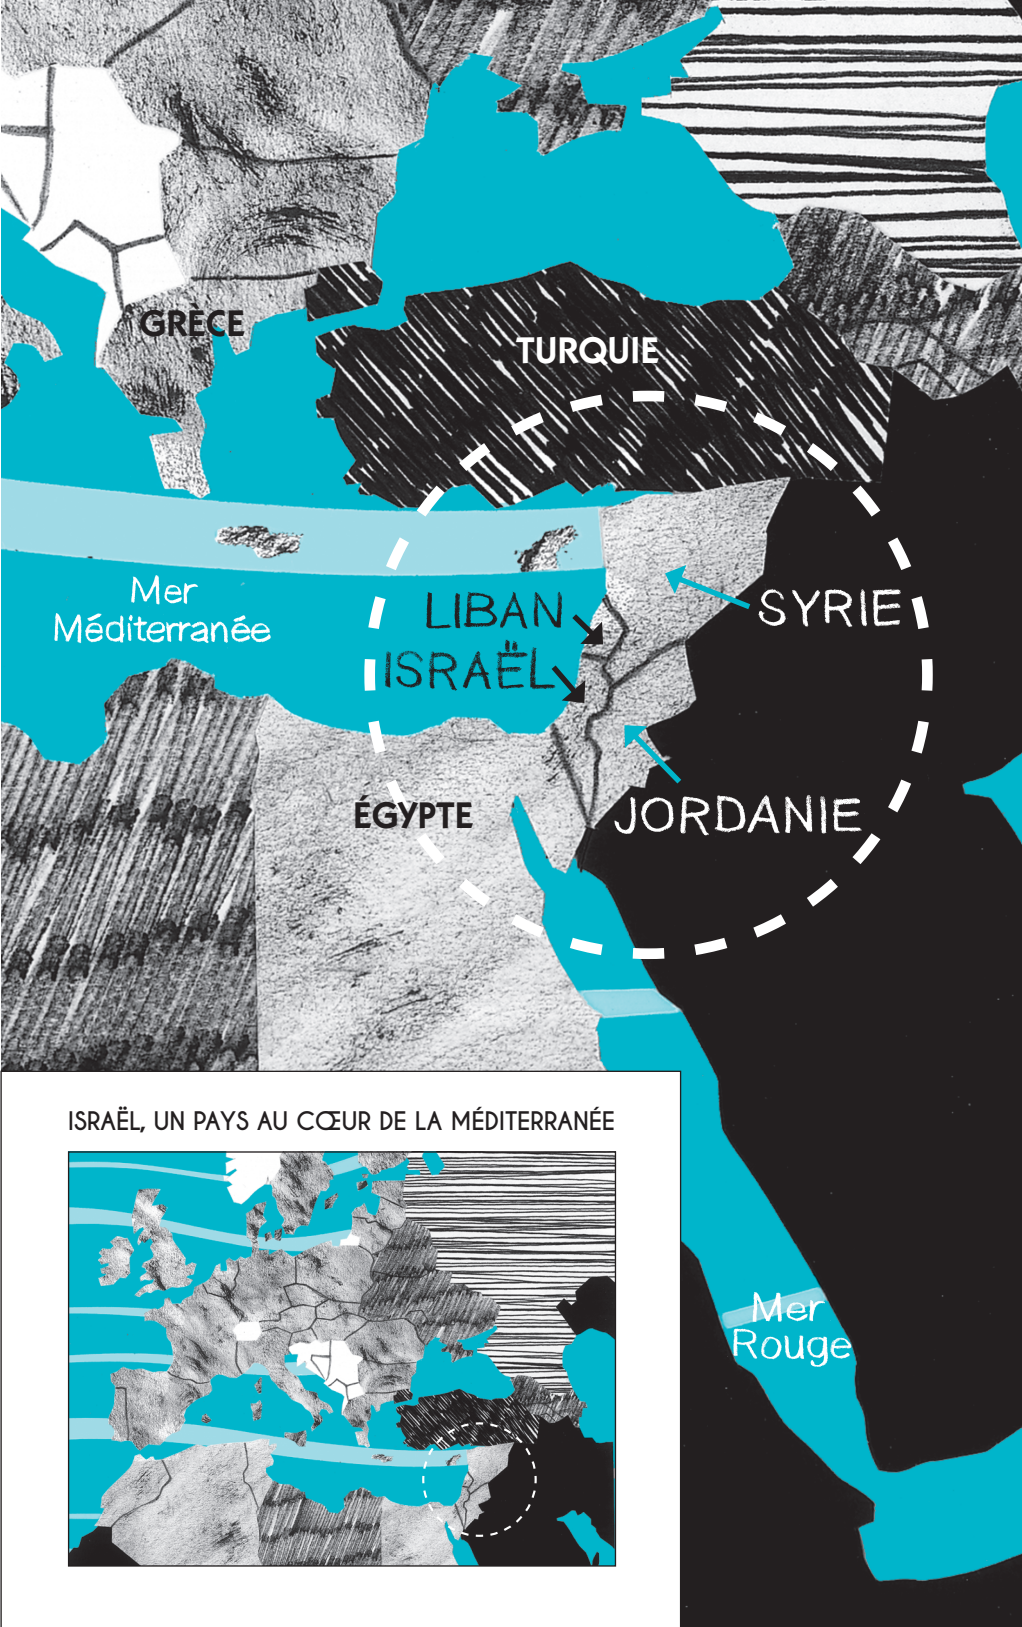 GRÈCE
TURQUIE
Mer
Méditerranée
LIBAN
SYRIE
ISRAËL
ÉGYPTE
JORDANIE
ISRAËL, UN PAYS AU CŒUR DE LA MÉDITERRANÉE
Mer
Rouge